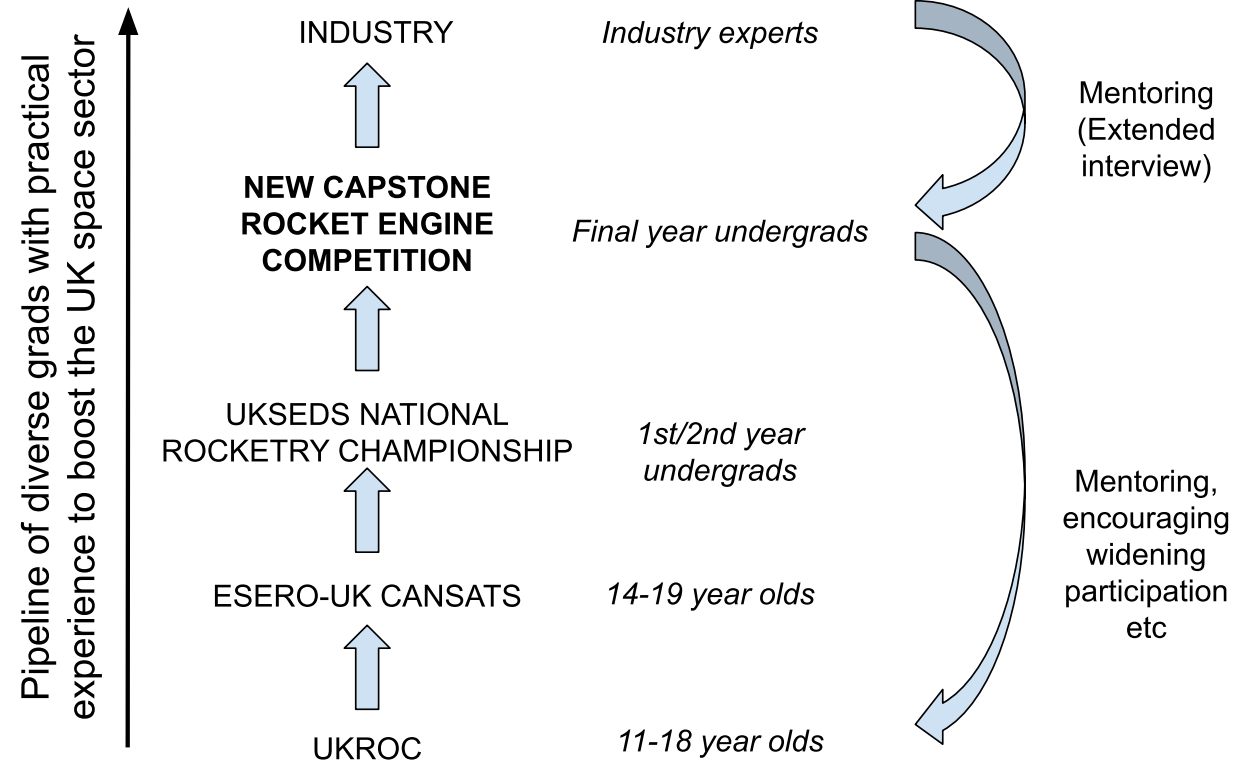 Pipeline of diverse grads with practical
experience to boost the UK space sector
INDUSTRY
Industry experts
Mentoring
(Extended
interview)
NEW CAPSTONE
ROCKET ENGINE
COMPETITION
Final year undergrads
UKSEDS NATIONAL
ROCKETRY CHAMPIONSHIP
1st/2nd year
undergrads
Mentoring,
encouraging
widening
participation
etc
ESERO-UK CANSATS
14-19 year olds
UKROC
11-18 year olds